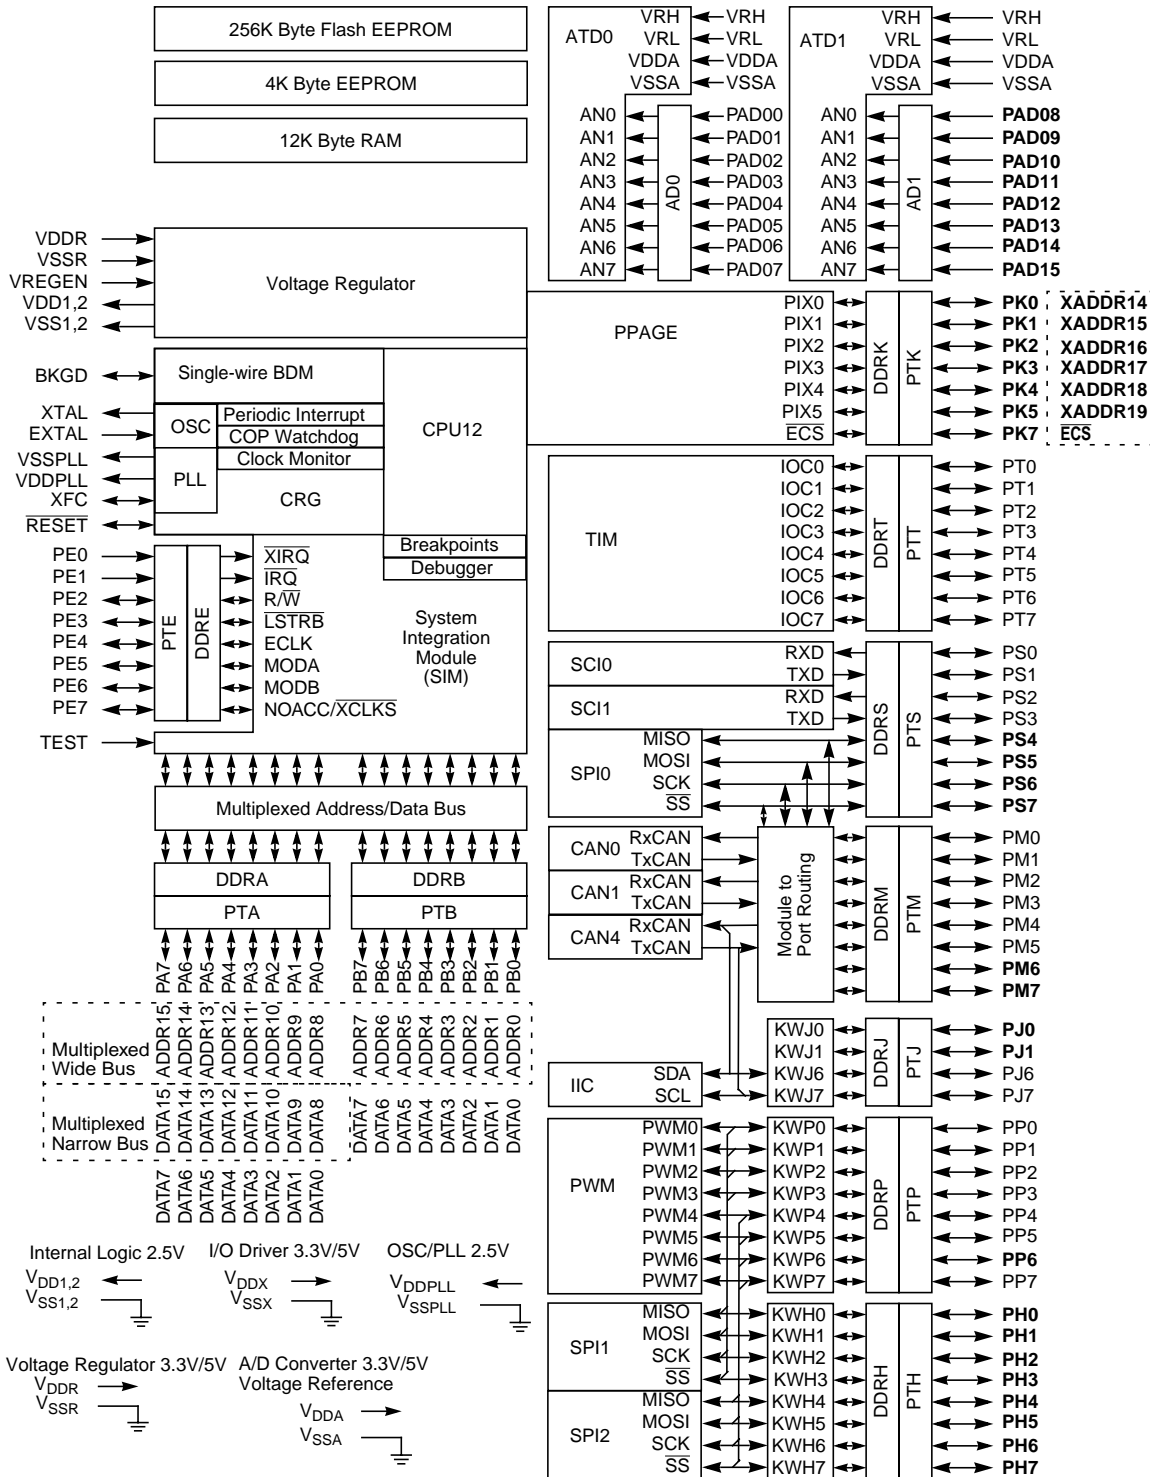 256K Byte Flash EEPROM
4K Byte EEPROM
12K Byte RAM
ATD0
VRH
VRL
VDDA
VSSA
VRH
VRL
VDDA
VSSA
AN0
AN1
AN2
AN3
AN4
AN5
AN6
AN7
AD0
PAD00
PAD01
PAD02
PAD03
PAD04
PAD05
PAD06
PAD07
ATD1
VRH
VRL
VDDA
VSSA
VRH
VRL
VDDA
VSSA
AN0
AN1
AN2
AN3
AN4
AN5
AN6
AN7
AD1
PAD08
PAD09
PAD10
PAD11
PAD12
PAD13
PAD14
PAD15
VDDR
VSSR
VREGEN
VDD1,2
VSS1,2
Voltage Regulator
BKGD
XTAL
EXTAL
VSSPLL
VDDPLL
XFC
RESET
Single-wire BDM
OSC
Periodic Interrupt
COP Watchdog
Clock Monitor
PLL
CRG
CPU12
Breakpoints
Debugger
PPAGE
PIX0
PIX1
PIX2
PIX3
PIX4
PIX5
ECS
DDRK
PTK
PK0
PK1
PK2
PK3
PK4
PK5
PK7
XADDR14
XADDR15
XADDR16
XADDR17
XADDR18
XADDR19
ECS
PE0
PE1
PE2
PE3
PE4
PE5
PE6
PE7
TEST
PTE
DDRE
XIRQ
IRQ
R/W
LSTRB
ECLK
MODA
MODB
NOACC/XCLKS
System
Integration
Module
(SIM)
TIM
IOC0
IOC1
IOC2
IOC3
IOC4
IOC5
IOC6
IOC7
DDRT
PTT
PT0
PT1
PT2
PT3
PT4
PT5
PT6
PT7
SCI0
RXD
TXD
SCI1
RXD
TXD
SPI0
MISO
MOSI
SCK
SS
DDRS
PTS
PS0
PS1
PS2
PS3
PS4
PS5
PS6
PS7
Multiplexed Address/Data Bus
DDRA
PTA
DDRB
PTB
PA7
PA6
PA5
PA4
PA3
PA2
PA1
PA0
PB7
PB6
PB5
PB4
PB3
PB2
PB1
PB0
Multiplexed
Wide Bus
ADDR15
ADDR14
ADDR13
ADDR12
ADDR11
ADDR10
ADDR9
ADDR8
ADDR7
ADDR6
ADDR5
ADDR4
ADDR3
ADDR2
ADDR1
ADDR0
DATA15
DATA14
DATA13
DATA12
DATA11
DATA10
DATA9
DATA8
DATA7
DATA6
DATA5
DATA4
DATA3
DATA2
DATA1
DATA0
Multiplexed
Narrow Bus
DATA7
DATA6
DATA5
DATA4
DATA3
DATA2
DATA1
DATA0
CAN0
RxCAN
TxCAN
CAN1
RxCAN
TxCAN
CAN4
RxCAN
TxCAN
Module to
Port Routing
DDRM
PTM
PM0
PM1
PM2
PM3
PM4
PM5
PM6
PM7
IIC
SDA
SCL
KWJ0
KWJ1
KWJ6
KWJ7
DDRJ
PTJ
PJ0
PJ1
PJ6
PJ7
PWM
PWM0
PWM1
PWM2
PWM3
PWM4
PWM5
PWM6
PWM7
KWP0
KWP1
KWP2
KWP3
KWP4
KWP5
KWP6
KWP7
DDRP
PTP
PP0
PP1
PP2
PP3
PP4
PP5
PP6
PP7
SPI1
MISO
MOSI
SCK
SS
SPI2
MISO
MOSI
SCK
SS
KWH0
KWH1
KWH2
KWH3
KWH4
KWH5
KWH6
KWH7
DDRH
PTH
PH0
PH1
PH2
PH3
PH4
PH5
PH6
PH7
Internal Logic 2.5V
VDD1,2
VSS1,2
I/O Driver 3.3V/5V
VDDX
VSSX
OSC/PLL 2.5V
VDDPLL
VSSPLL
Voltage Regulator 3.3V/5V
VDDR
VSSR
A/D Converter 3.3V/5V
Voltage Reference
VDDA
VSSA